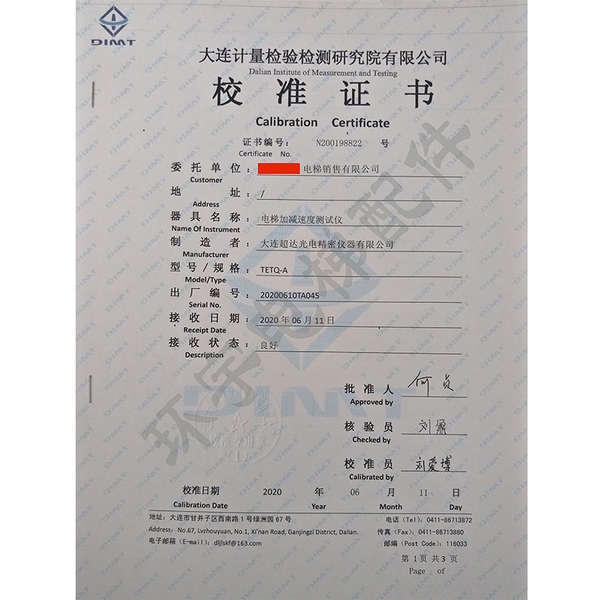 DIMT
大连计量检验检测研究院有限公司
Dalian Institute of Measurement and Testing
校准证书
Calibration Certificate
证书编号： N200198822 号
Certificate No.
委托单位： 电梯销售有限公司
Customer
地址： /
Address
器具名称： 电梯加减速度测试仪
Name Of Instrument
制造者： 大连超达光电精密仪器有限公司
Manufacturer
型号/规格： TETQ-A
Model/Type
出厂编号： 20200610TA045
Serial No.
接收日期： 2020 年 06 月 11 日
Receipt Date
接收状态： 良好
Description
环宇电梯配件
DIMT
批准人 何贞
Approved by
核验员
Checked by
校准员 刘爱博
Calibrated by
校准日期 2020 年 06 月 11 日
Calibration Date Year Month Day
地址：大连市甘井子区西南路1号绿洲园67号 电话（Tel）：0411-86713872
Address：No.67, Lvzhouyuan, No.1, Xi'nan Road, Ganjingzi District, Dalian. 传真（Fax）：0411-86713880
电子邮箱（E-mail）：dljlskf@163.com 邮编（Post Code）：116033
第 1 页共 3 页
Page of